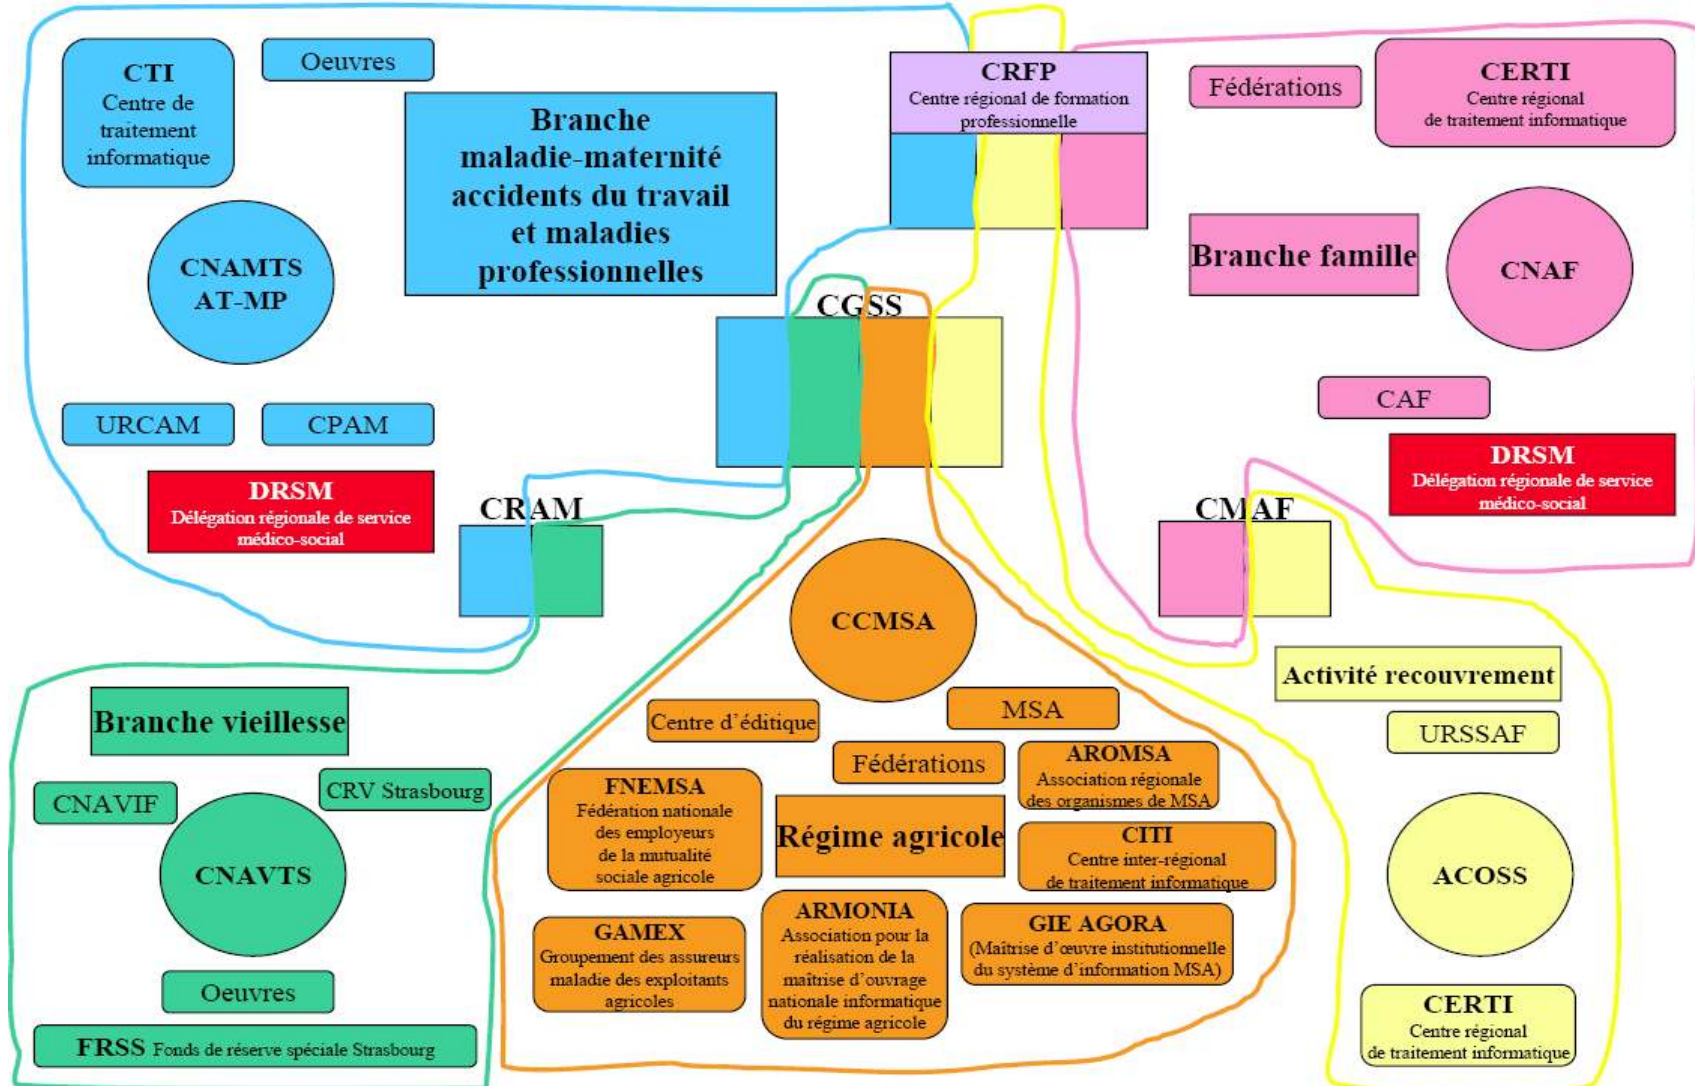 CTI
Centre de
traitement
informatique
Oeuvres
Branche
maladie-maternité
accidents du travail
et maladies
professionnelles
CNAMTS
AT-MP
URCAM
CPAM
DRSM
Délégation régionale de service
médico-social
CRAM
CGSS
CRFP
Centre régional de formation
professionnelle
Fédérations
CERTI
Centre régional
de traitement informatique
Branche famille
CNAF
CAF
DRSM
Délégation régionale de service
médico-social
CMAF
Branche vieillesse
CNAVIF
CRV Strasbourg
CNAVTS
Oeuvres
FRSS Fonds de réserve spéciale Strasbourg
CCMSA
Centre d’éditique
MSA
Fédérations
FNEMSA
Fédération nationale
des employeurs
de la mutualité
sociale agricole
AROMSA
Association régionale
des organismes de MSA
Régime agricole
CITI
Centre inter-régional
de traitement informatique
GAMEX
Groupement des assureurs
maladie des exploitants
agricoles
ARMONIA
Association pour la
réalisation de la
maîtrise d’ouvrage
nationale informatique
du régime agricole
GIE AGORA
(Maîtrise d’œuvre institutionnelle
du système d’information MSA)
Activité recouvrement
URSSAF
ACOSS
CERTI
Centre régional
de traitement informatique